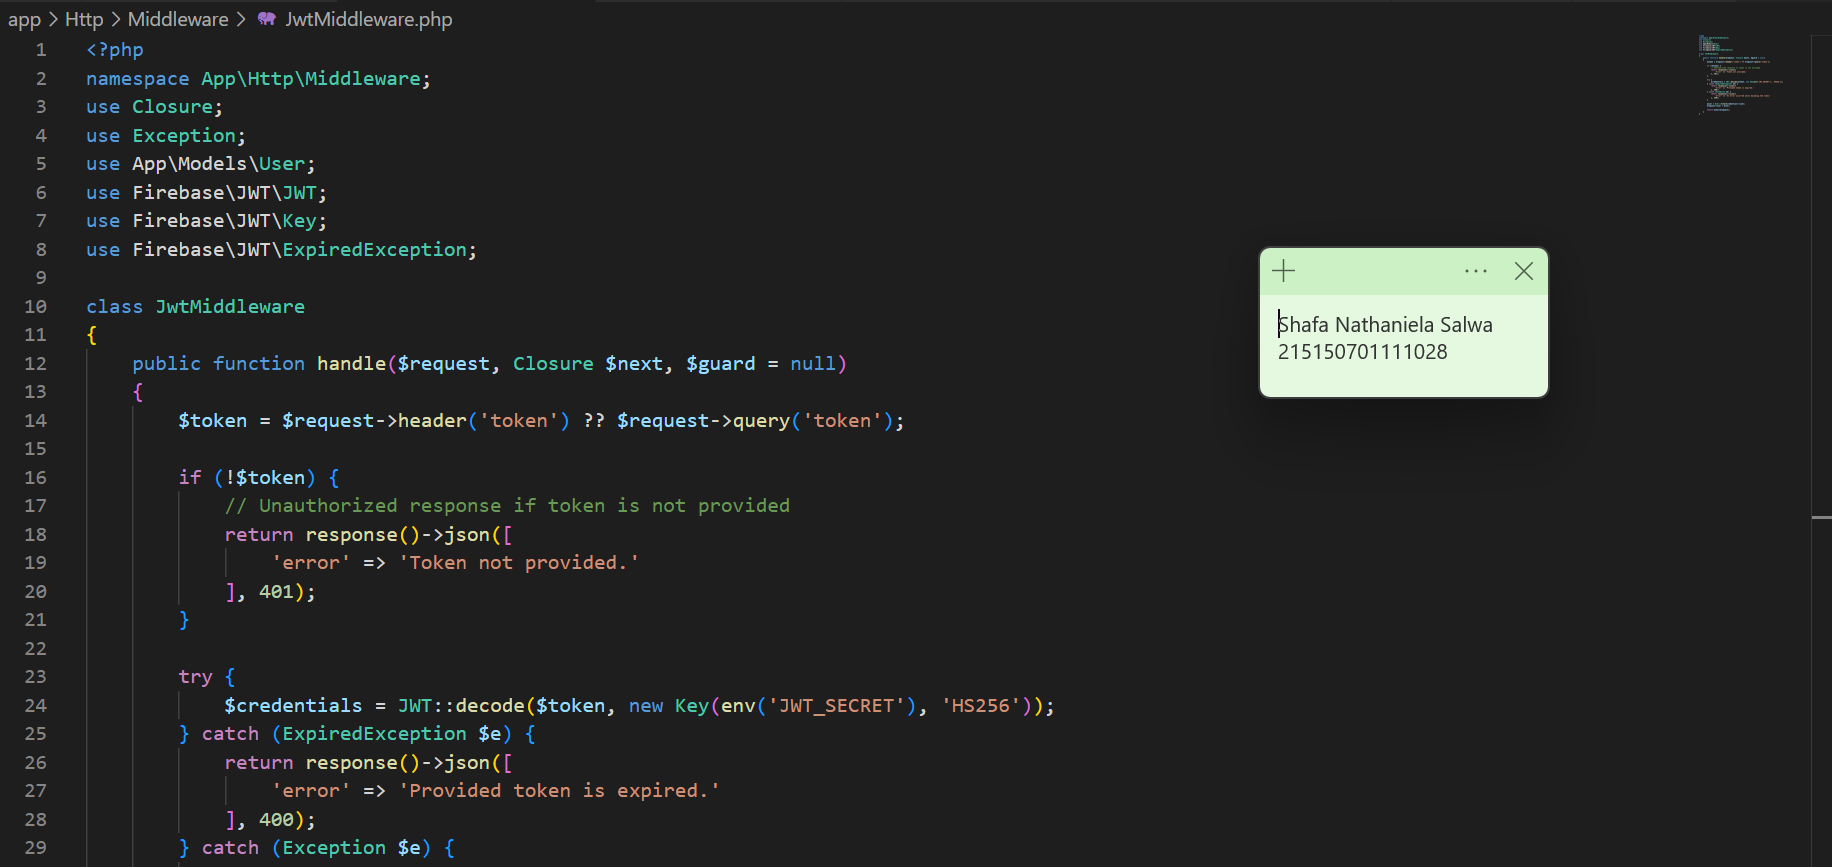 app > Http > Middleware > JwtMiddleware.php
1 <?php
2 namespace App\Http\Middleware;
3 use Closure;
4 use Exception;
5 use App\Models\User;
6 use Firebase\JWT\JWT;
7 use Firebase\JWT\Key;
8 use Firebase\JWT\ExpiredException;
9
10 class JwtMiddleware
11 {
12     public function handle($request, Closure $next, $guard = null)
13     {
14         $token = $request->header('token') ?? $request->query('token');
15
16         if (!$token) {
17             // Unauthorized response if token is not provided
18             return response()->json([
19                 'error' => 'Token not provided.'
20             ], 401);
21         }
22
23         try {
24             $credentials = JWT::decode($token, new Key(env('JWT_SECRET'), 'HS256'));
25         } catch (ExpiredException $e) {
26             return response()->json([
27                 'error' => 'Provided token is expired.'
28             ], 400);
29         } catch (Exception $e) {
Shafa Nathaniela Salwa
215150701111028